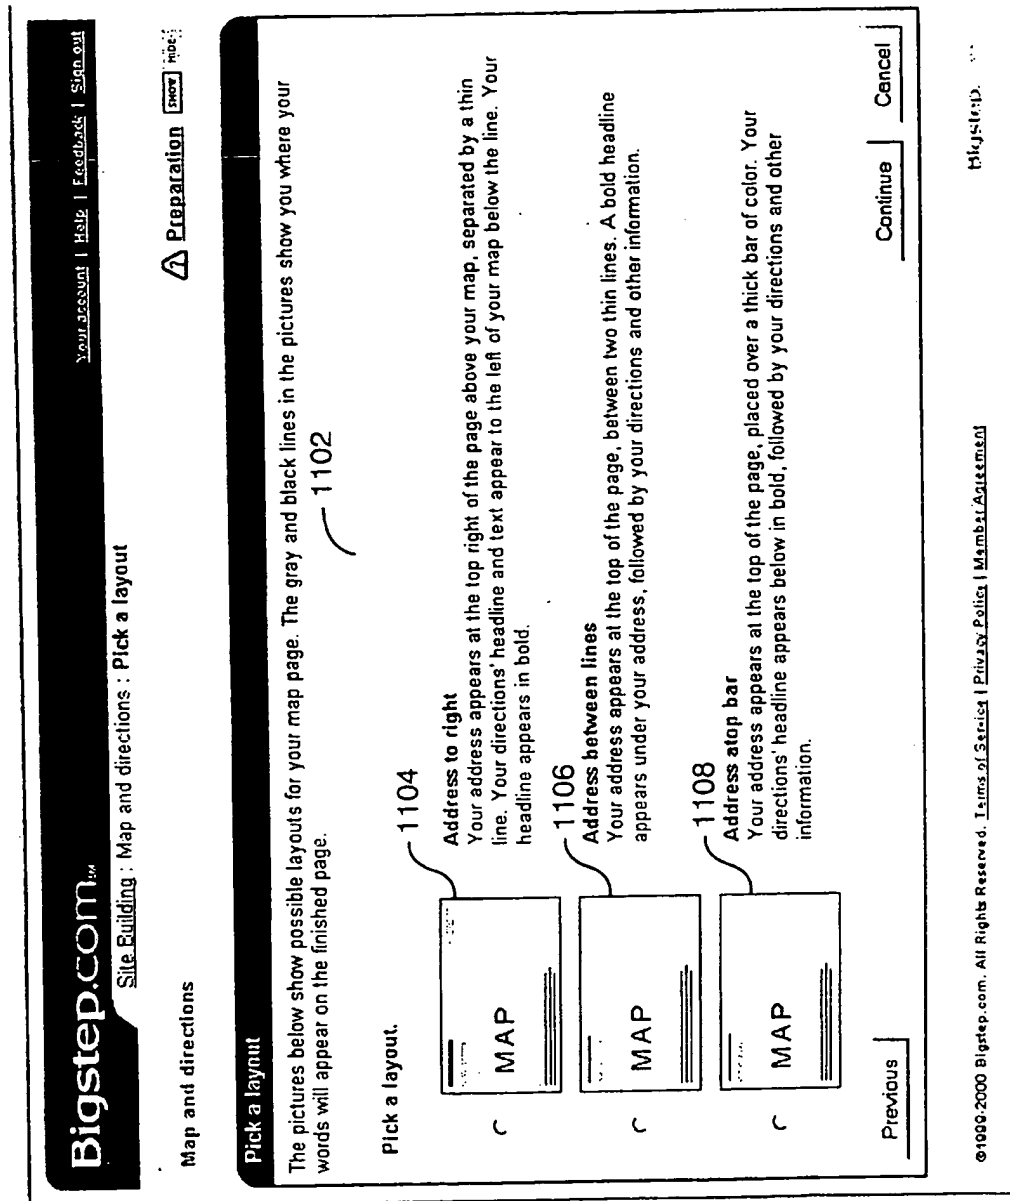 Bigstep.com
Your account | Help | Feedback | Sign out
Site Building : Map and directions : Pick a layout
Map and directions
Preparation SHOW HIDE
Pick a layout
The pictures below show possible layouts for your map page. The gray and black lines in the pictures show you where your
words will appear on the finished page.
1102
Pick a layout.
1104
MAP
Address to right
Your address appears at the top right of the page above your map, separated by a thin
line. Your directions' headline and text appear to the left of your map below the line. Your
headline appears in bold.
1106
MAP
Address between lines
Your address appears at the top of the page, between two thin lines. A bold headline
appears under your address, followed by your directions and other information.
1108
MAP
Address atop bar
Your address appears at the top of the page, placed over a thick bar of color. Your
directions' headline appears below in bold, followed by your directions and other
information.
Previous
Continue
Cancel
©1999-2000 Bigstep.com. All Rights Reserved. Terms of Service | Privacy Policy | Member Agreement
Bigstep.